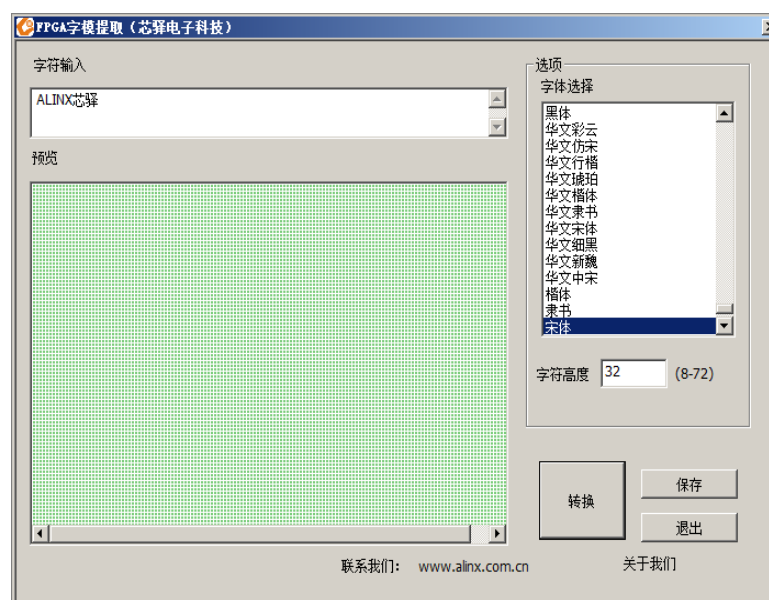 FPGA字模提取（芯驿电子科技）
字符输入
ALINX芯驿
预览
选项
字体选择
黑体
华文彩云
华文仿宋
华文行楷
华文琥珀
华文楷体
华文隶书
华文宋体
华文细黑
华文新魏
华文中宋
楷体
隶书
宋体
字符高度 32 (8-72)
转换
保存
退出
联系我们： www.alinx.com.cn
关于我们